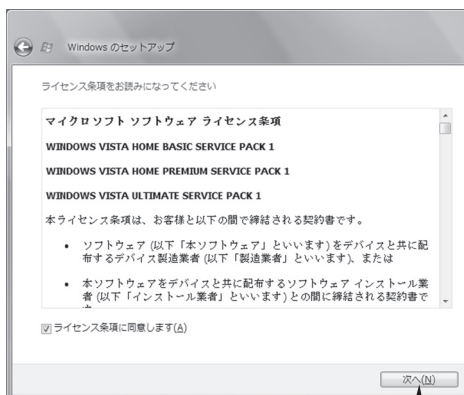 Windows のセットアップ
ライセンス条項をお読みになってください
マイクロソフト ソフトウェア ライセンス条項
WINDOWS VISTA HOME BASIC SERVICE PACK 1
WINDOWS VISTA HOME PREMIUM SERVICE PACK 1
WINDOWS VISTA ULTIMATE SERVICE PACK 1
本ライセンス条項は、お客様と以下の間で締結される契約書です。
• ソフトウェア (以下「本ソフトウェア」といいます) をデバイスと共に配
布するデバイス製造業者 (以下「製造業者」といいます)、または
• 本ソフトウェアをデバイスと共に配布するソフトウェア インストール業
者 (以下「インストール業者」といいます) との間に締結される契約書で
ライセンス条項に同意します(A)
次へ(N)